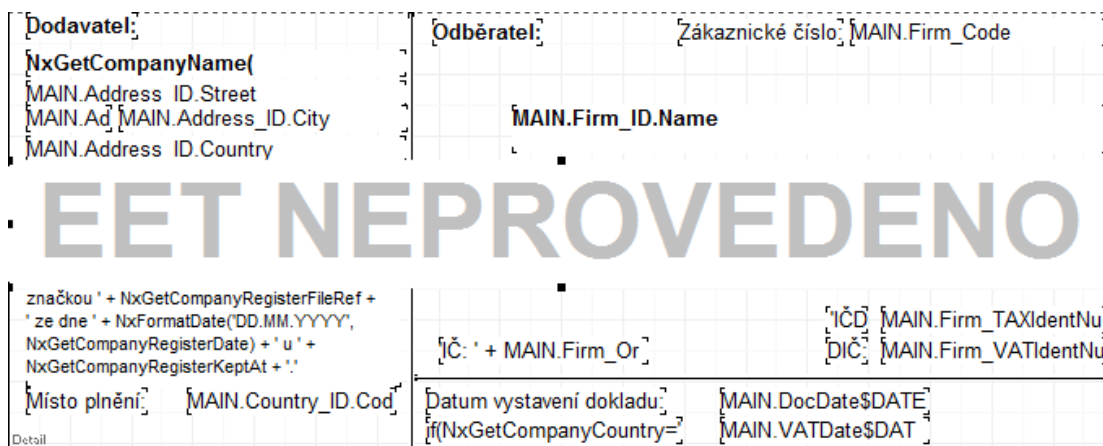 Dodavatel:
Odběratel: Zákaznické číslo: MAIN.Firm_Code
NxGetCompanyName(
MAIN.Address_ID.Street
MAIN.Ad MAIN.Address_ID.City
MAIN.Firm_ID.Name
MAIN.Address_ID.Country
EET NEPROVEDENO
značkou ' + NxGetCompanyRegisterFileRef +
' ze dne ' + NxFormatDate('DD.MM.YYYY',
NxGetCompanyRegisterDate) + ' u ' +
NxGetCompanyRegisterKeptAt + '.'
'IČD MAIN.Firm_TAXIdentNu
'IČ: ' + MAIN.Firm_Or
DIČ: MAIN.Firm_VATIdentNu
Místo plnění: MAIN.Country_ID.Cod
Datum vystavení dokladu: MAIN.DocDate$DATE
if(NxGetCompanyCountry=' MAIN.VATDate$DAT
Detail